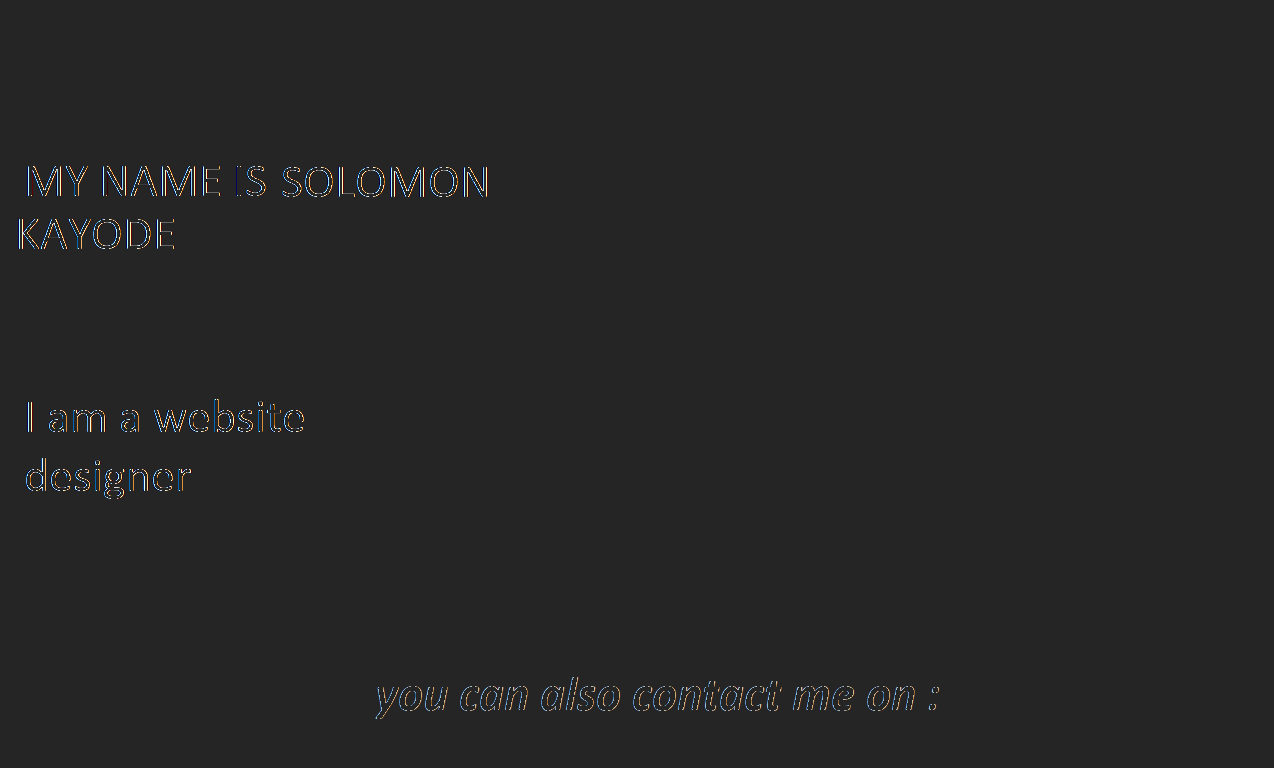 MY NAME IS SOLOMON
KAYODE
I am a website
designer
you can also contact me on :